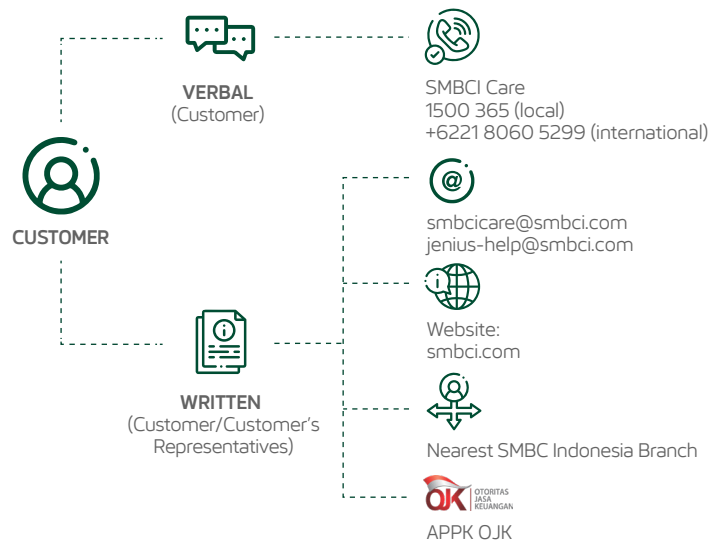 CUSTOMER
VERBAL
(Customer)
SMBCI Care
1500 365 (local)
+6221 8060 5299 (international)
WRITTEN
(Customer/Customer's
Representatives)
@
smbcicare@smbci.com
jenius-help@smbci.com
i
Website:
smbci.com
Nearest SMBC Indonesia Branch
OJK
OTORITAS
JASA
KEUANGAN
APPK OJK